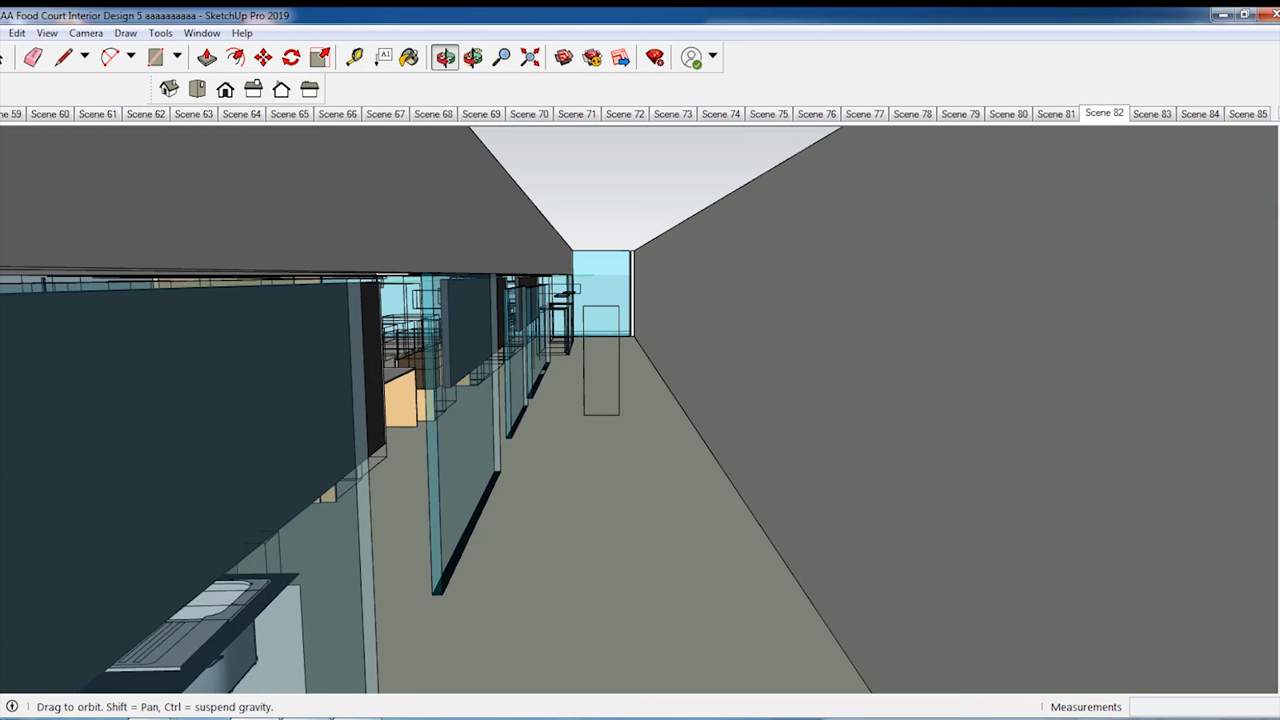 AA Food Court Interior Design 5 aaaaaaaaaa - SketchUp Pro 2019
Edit View Camera Draw Tools Window Help
A1
ne 59 Scene 60 Scene 61 Scene 62 Scene 63 Scene 64 Scene 65 Scene 66 Scene 67 Scene 68 Scene 69 Scene 70 Scene 71 Scene 72 Scene 73 Scene 74 Scene 75 Scene 76 Scene 77 Scene 78 Scene 79 Scene 80 Scene 81 Scene 82 Scene 83 Scene 84 Scene 85
Drag to orbit. Shift = Pan, Ctrl = suspend gravity. Measurements